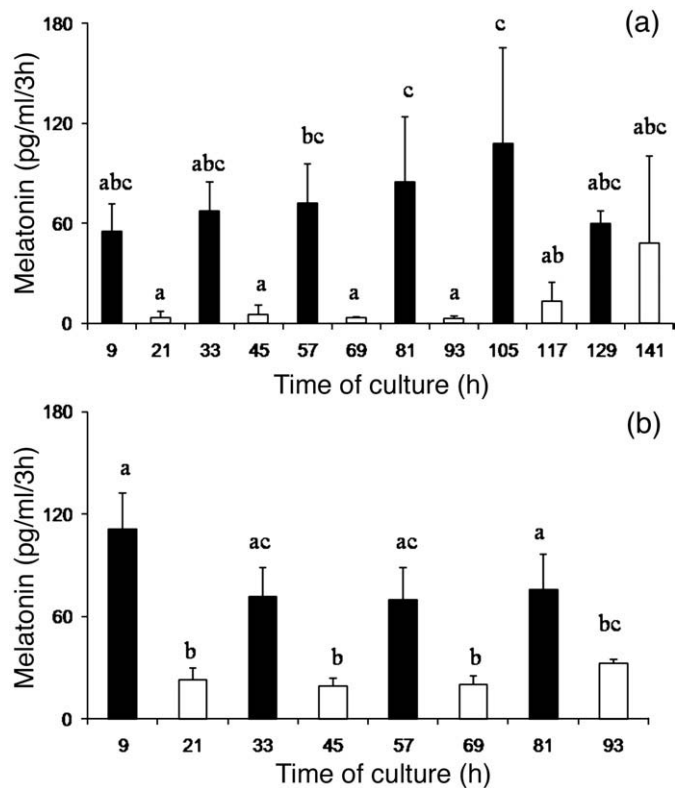 (a)
Melatonin (pg/ml/3h)
180
120
60
0
abc
a
abc
a
bc
a
c
a
c
ab
abc
abc
9 21 33 45 57 69 81 93 105 117 129 141
Time of culture (h)
(b)
Melatonin (pg/ml/3h)
180
120
60
0
a
b
ac
b
ac
b
a
bc
9 21 33 45 57 69 81 93
Time of culture (h)